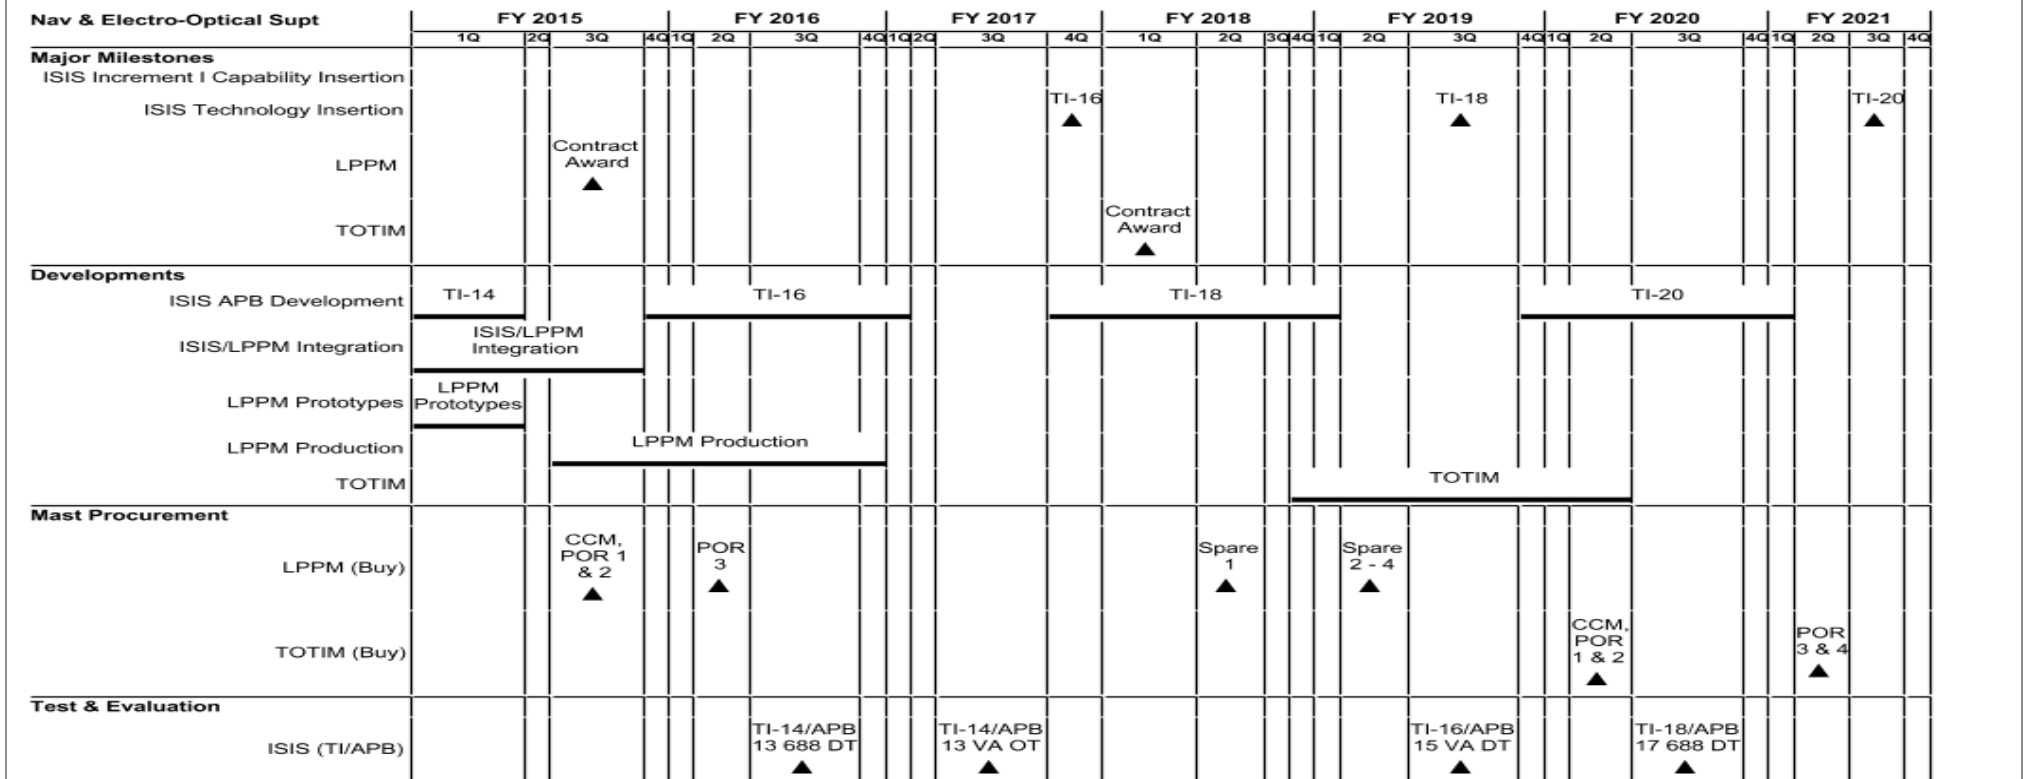 Nav & Electro-Optical Supt FY 2015 FY 2016 FY 2017 FY 2018 FY 2019 FY 2020 FY 2021
1Q 2Q 3Q 4Q 1Q 2Q 3Q 4Q 1Q 2Q 3Q 4Q 1Q 2Q 3Q 4Q 1Q 2Q 3Q 4Q 1Q 2Q 3Q 4Q 1Q 2Q 3Q 4Q
Major Milestones
ISIS Increment I Capability Insertion
ISIS Technology Insertion TI-16 TI-18 TI-20
LPPM
Contract
Award
TOTIM
Contract
Award
Developments
ISIS APB Development TI-14 TI-16 TI-18 TI-20
ISIS/LPPM Integration
ISIS/LPPM
Integration
LPPM Prototypes
LPPM
Prototypes
LPPM Production LPPM Production
TOTIM TOTIM
Mast Procurement
LPPM (Buy)
CCM,
POR 1
& 2
POR
3
Spare
1
Spare
2 - 4
TOTIM (Buy)
CCM,
POR
1 & 2
POR
3 & 4
Test & Evaluation
ISIS (TI/APB)
TI-14/APB
13 688 DT
TI-14/APB
13 VA OT
TI-16/APB
15 VA DT
TI-18/APB
17 688 DT